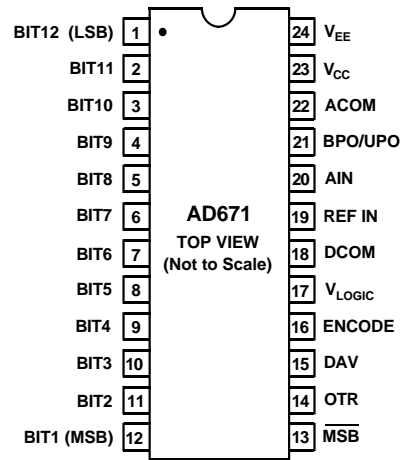 BIT12 (LSB) 1 24 VEE
BIT11 2 23 VCC
BIT10 3 22 ACOM
BIT9 4 21 BPO/UPO
BIT8 5 20 AIN
BIT7 6 AD671 19 REF IN
TOP VIEW
BIT6 7 (Not to Scale) 18 DCOM
BIT5 8 17 VLOGIC
BIT4 9 16 ENCODE
BIT3 10 15 DAV
BIT2 11 14 OTR
BIT1 (MSB) 12 13 MSB